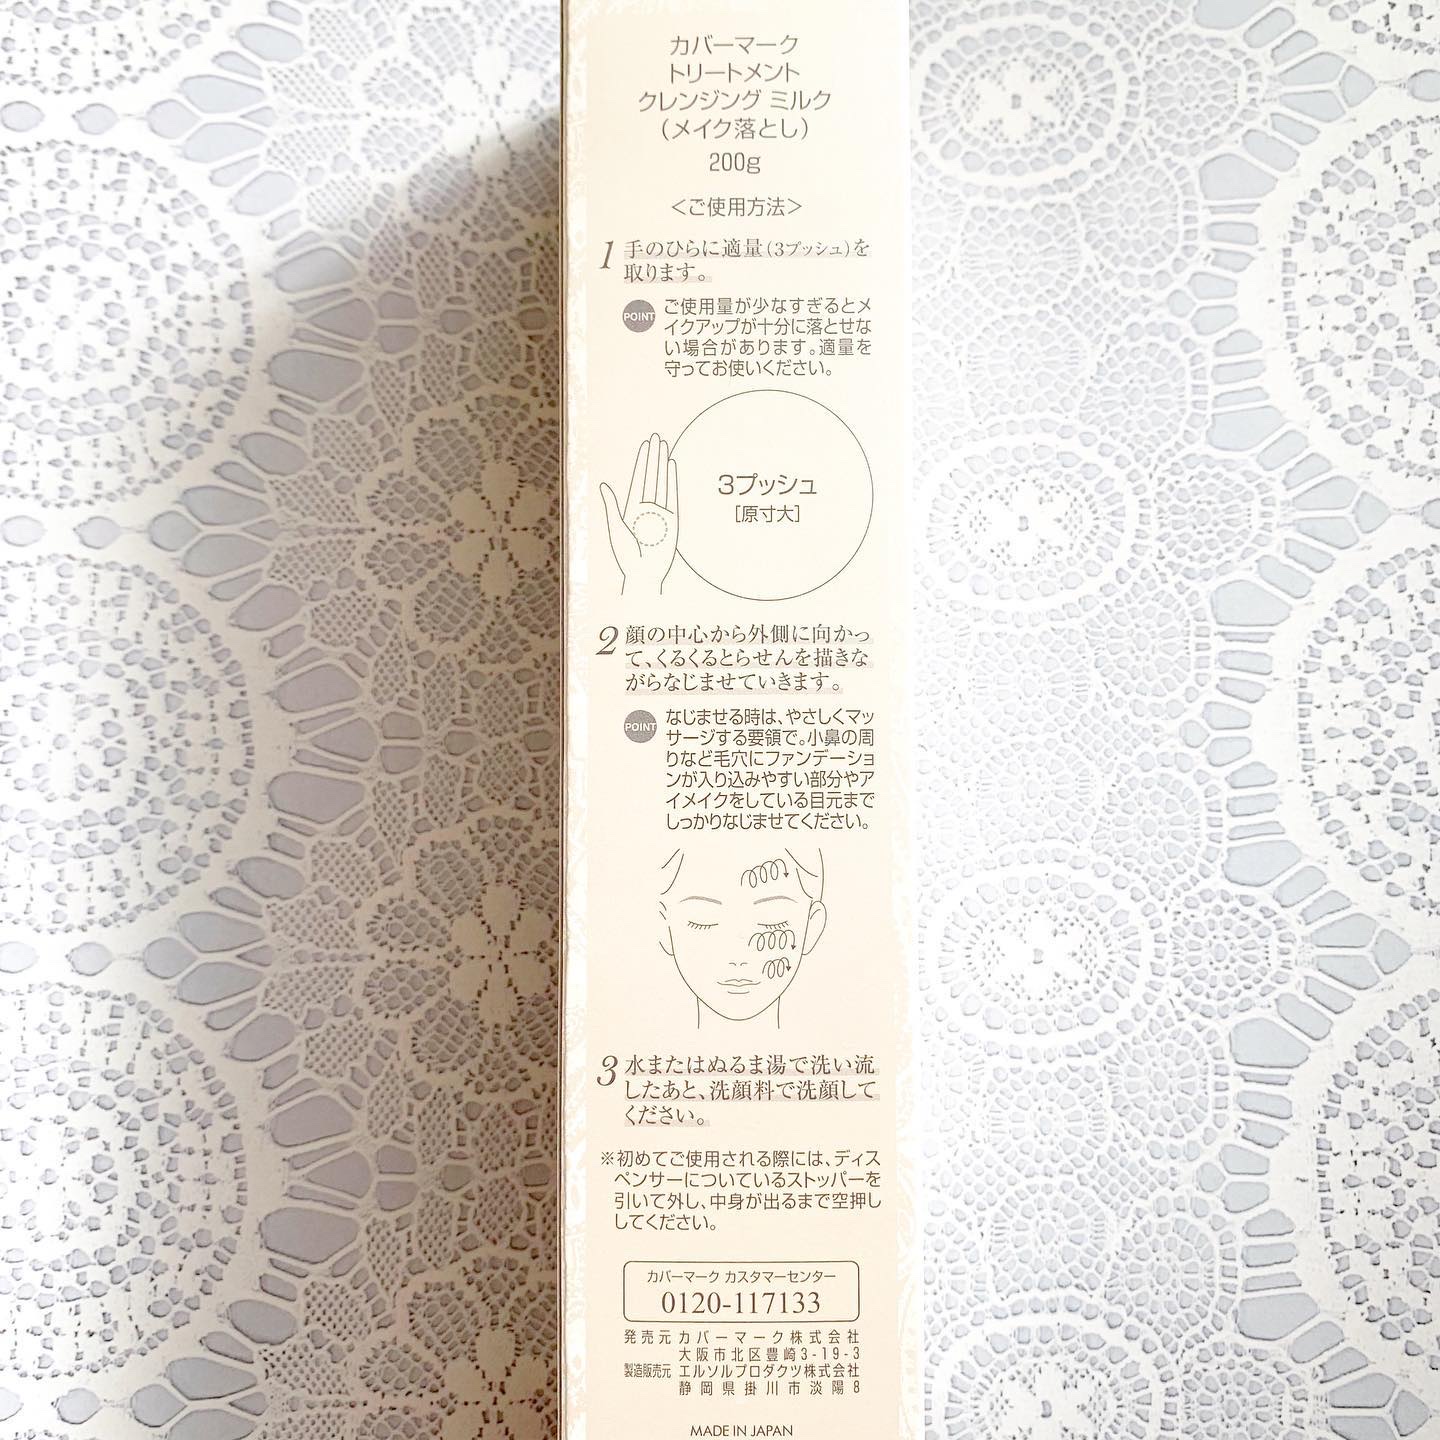 カバーマーク
トリートメント
クレンジング ミルク
(メイク落とし)
200g
<ご使用方法>
1 手のひらに適量(3プッシュ)を
取ります。
POINT ご使用量が少なすぎるとメ
イクアップが十分に落とせな
い場合があります。適量を
守ってお使いください。
3プッシュ
[原寸大]
2 顔の中心から外側に向かっ
て、くるくるとらせんを描きな
がらなじませていきます。
POINT なじませる時は、やさしくマッ
サージする要領で。小鼻の周
りなど毛穴にファンデーショ
ンが入り込みやすい部分やア
イメイクをしている目元まで
しっかりなじませてください。
3 水またはぬるま湯で洗い流
したあと、洗顔料で洗顔して
ください。
※初めてご使用される際には、ディス
ペンサーについているストッパーを
引いて外し、中身が出るまで空押し
してください。
カバーマーク カスタマーセンター
0120-117133
発売元 カバーマーク株式会社
大阪市北区豊崎3-19-3
製造販売元 エルソルプロダクツ株式会社
静岡県掛川市淡陽8
MADE IN JAPAN